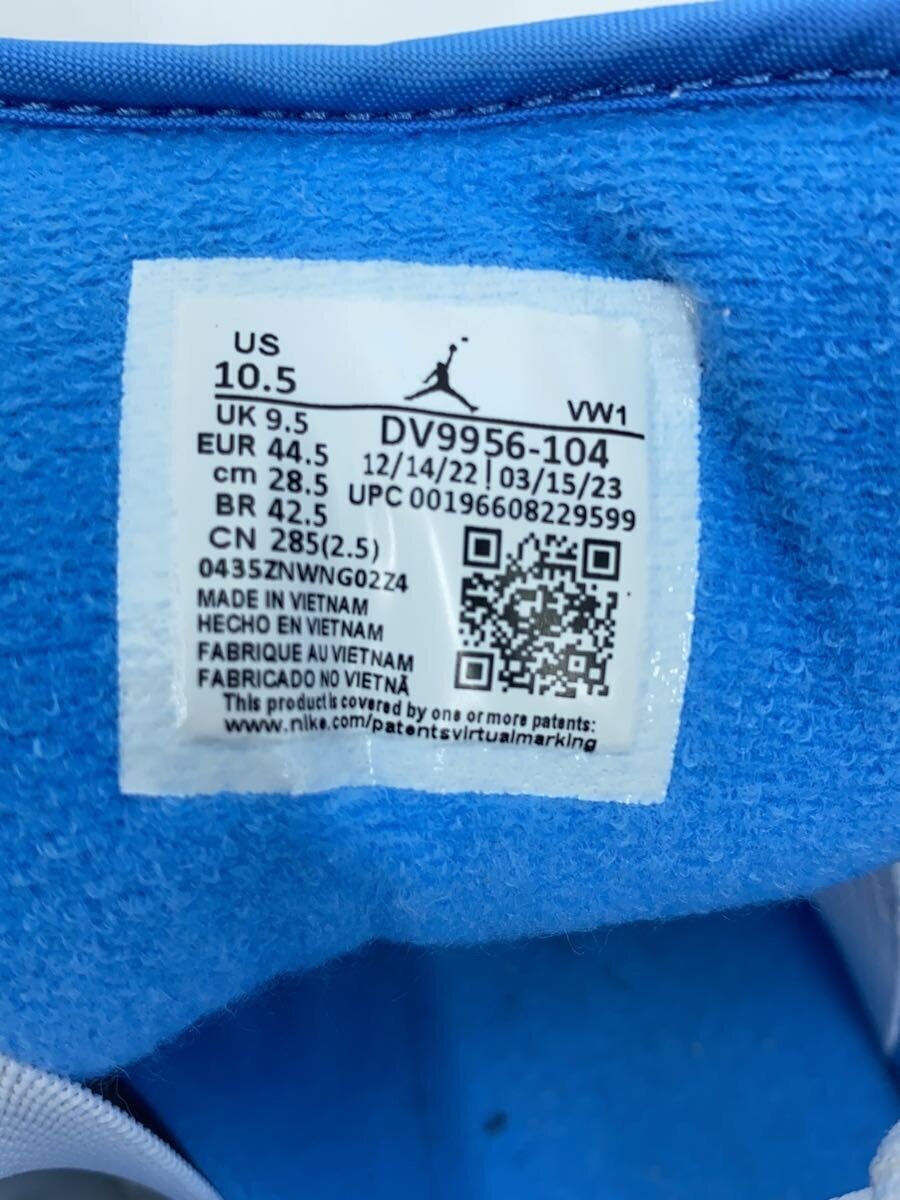 US
10.5
VW1
UK 9.5
DV9956-104
EUR 44.5
12/14/22 | 03/15/23
cm 28.5
UPC 00196608229599
BR 42.5
CN 285(2.5)
0435ZNWNG02Z4
MADE IN VIETNAM
HECHO EN VIETNAM
FABRIQUE AU VIETNAM
FABRICADO NO VIETNÃ
This product is covered by one or more patents:
www.nike.com/patentsvirtualmarking